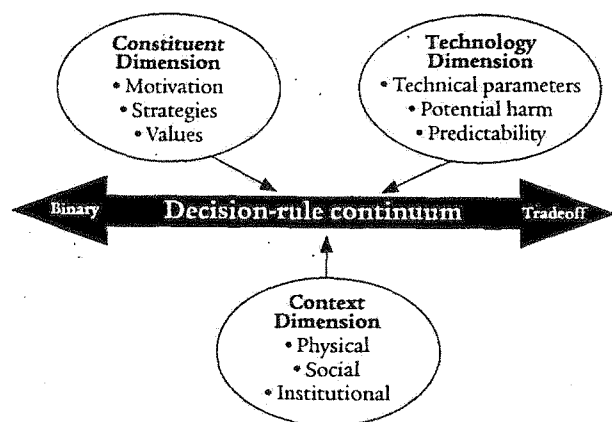 Constituent
Dimension
• Motivation
• Strategies
• Values
Technology
Dimension
• Technical parameters
• Potential harm
• Predictability
Binary
Decision-rule continuum
Tradeoff
Context
Dimension
• Physical
• Social
• Institutional